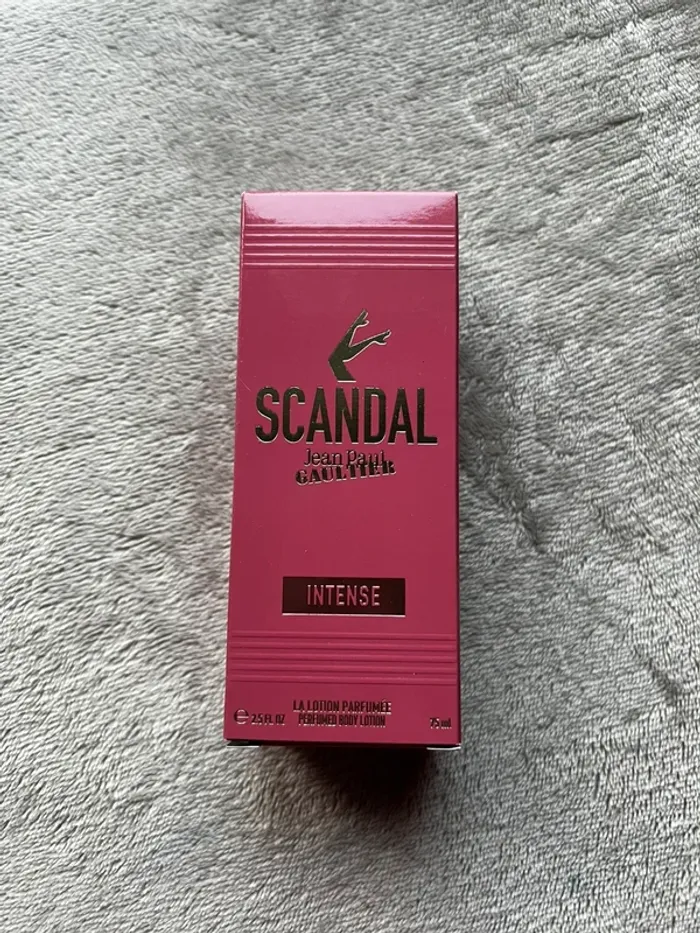 SCANDAL
Jean Paul
GAULTIER
INTENSE
LA LOTION PARFUMÉE
℮ 2.5 FL OZ PERFUMED BODY LOTION 75 ml